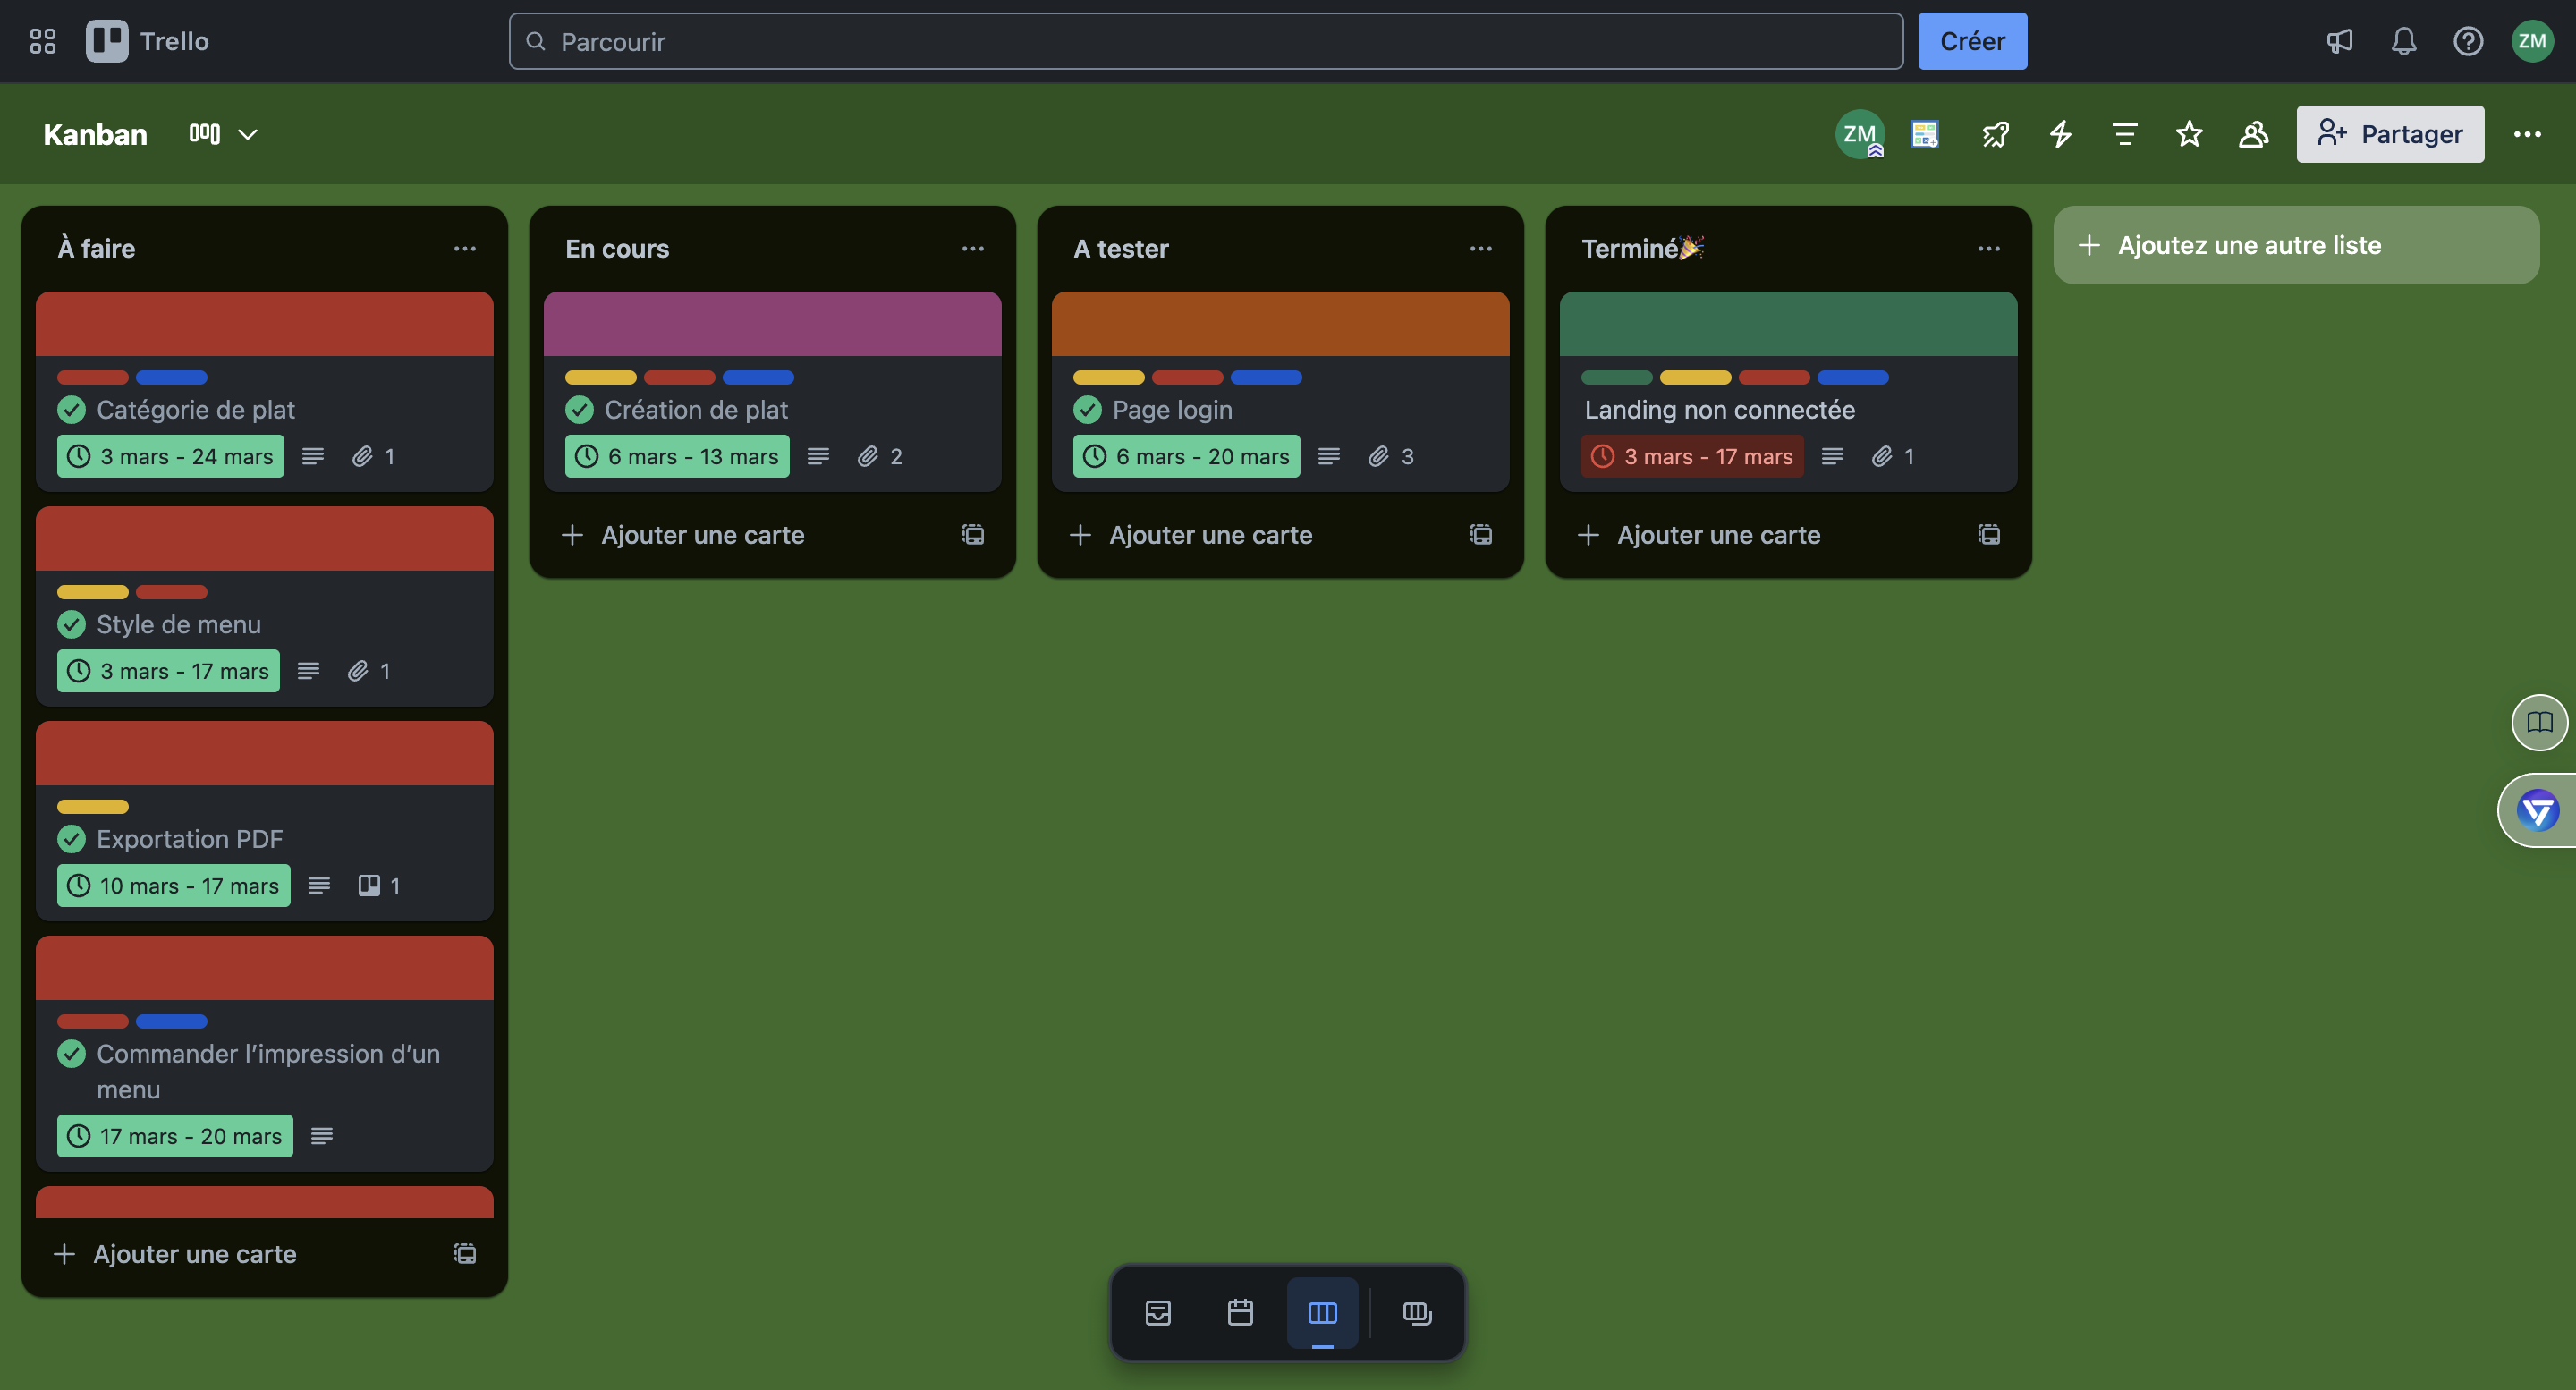 Trello
Parcourir
Créer
ZM
Kanban
ZM
Partager
À faire
Catégorie de plat
3 mars - 24 mars
1
Style de menu
3 mars - 17 mars
1
Exportation PDF
10 mars - 17 mars
1
Commander l’impression d’un
menu
17 mars - 20 mars
Ajouter une carte
En cours
Création de plat
6 mars - 13 mars
2
Ajouter une carte
A tester
Page login
6 mars - 20 mars
3
Ajouter une carte
Terminé🎉
Landing non connectée
3 mars - 17 mars
1
Ajouter une carte
Ajoutez une autre liste